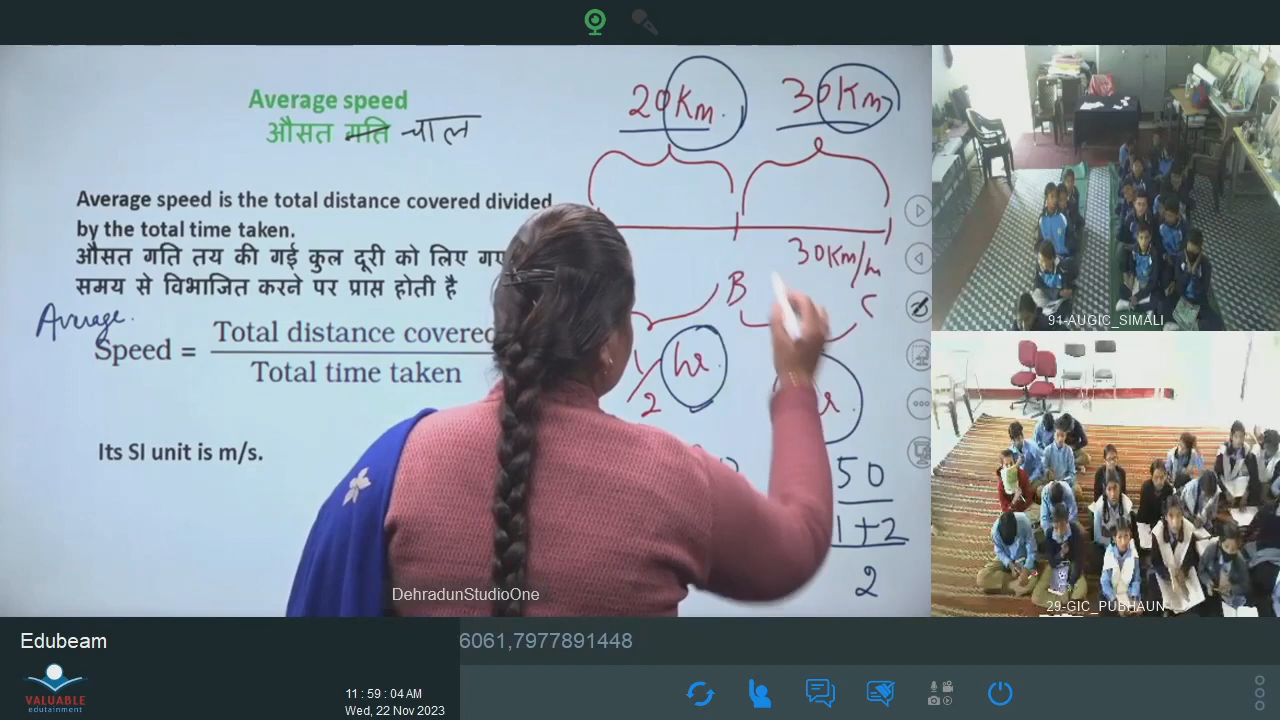 Average speed
औसत गति चाल
20Km.
30Km
Average speed is the total distance covered divided
by the total time taken.
औसत गति तय की गई कुल दूरी को लिए
समय से विभाजित करने पर प्राप्त होती है
30Km/h
B
C
Average.
Speed = Total distance covered
Total time taken
1/2 hr.
50
1+2
2
Its SI unit is m/s.
DehradunStudioOne
91-AUGIC_SIMALI
29-GIC_PUBHAUN
Edubeam
6061,7977891448
VALUABLE
edutainment
11 : 59 : 04 AM
Wed, 22 Nov 2023